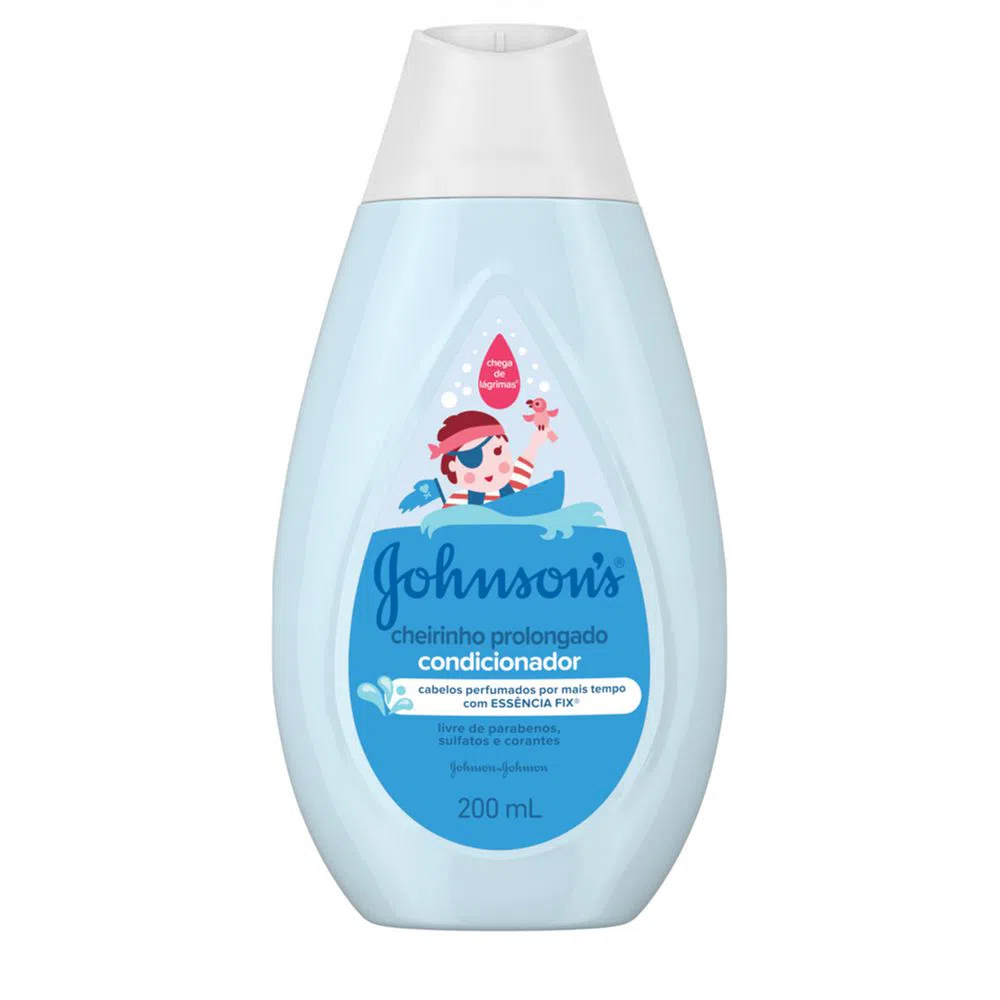 chega
de
lágrimas®
Johnson's®
cheirinho prolongado
condicionador
cabelos perfumados por mais tempo
com ESSÊNCIA FIX®
livre de parabenos,
sulfatos e corantes
Johnson & Johnson
200 mL